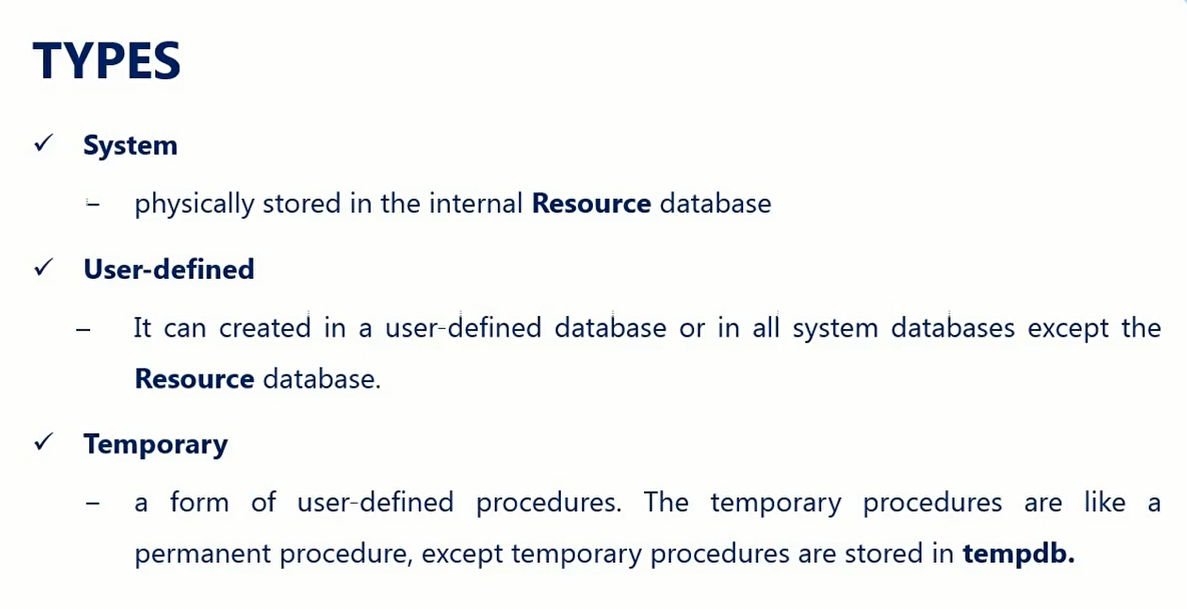 TYPES
✓ System
– physically stored in the internal Resource database
✓ User-defined
– It can created in a user-defined database or in all system databases except the
Resource database.
✓ Temporary
– a form of user-defined procedures. The temporary procedures are like a
permanent procedure, except temporary procedures are stored in tempdb.